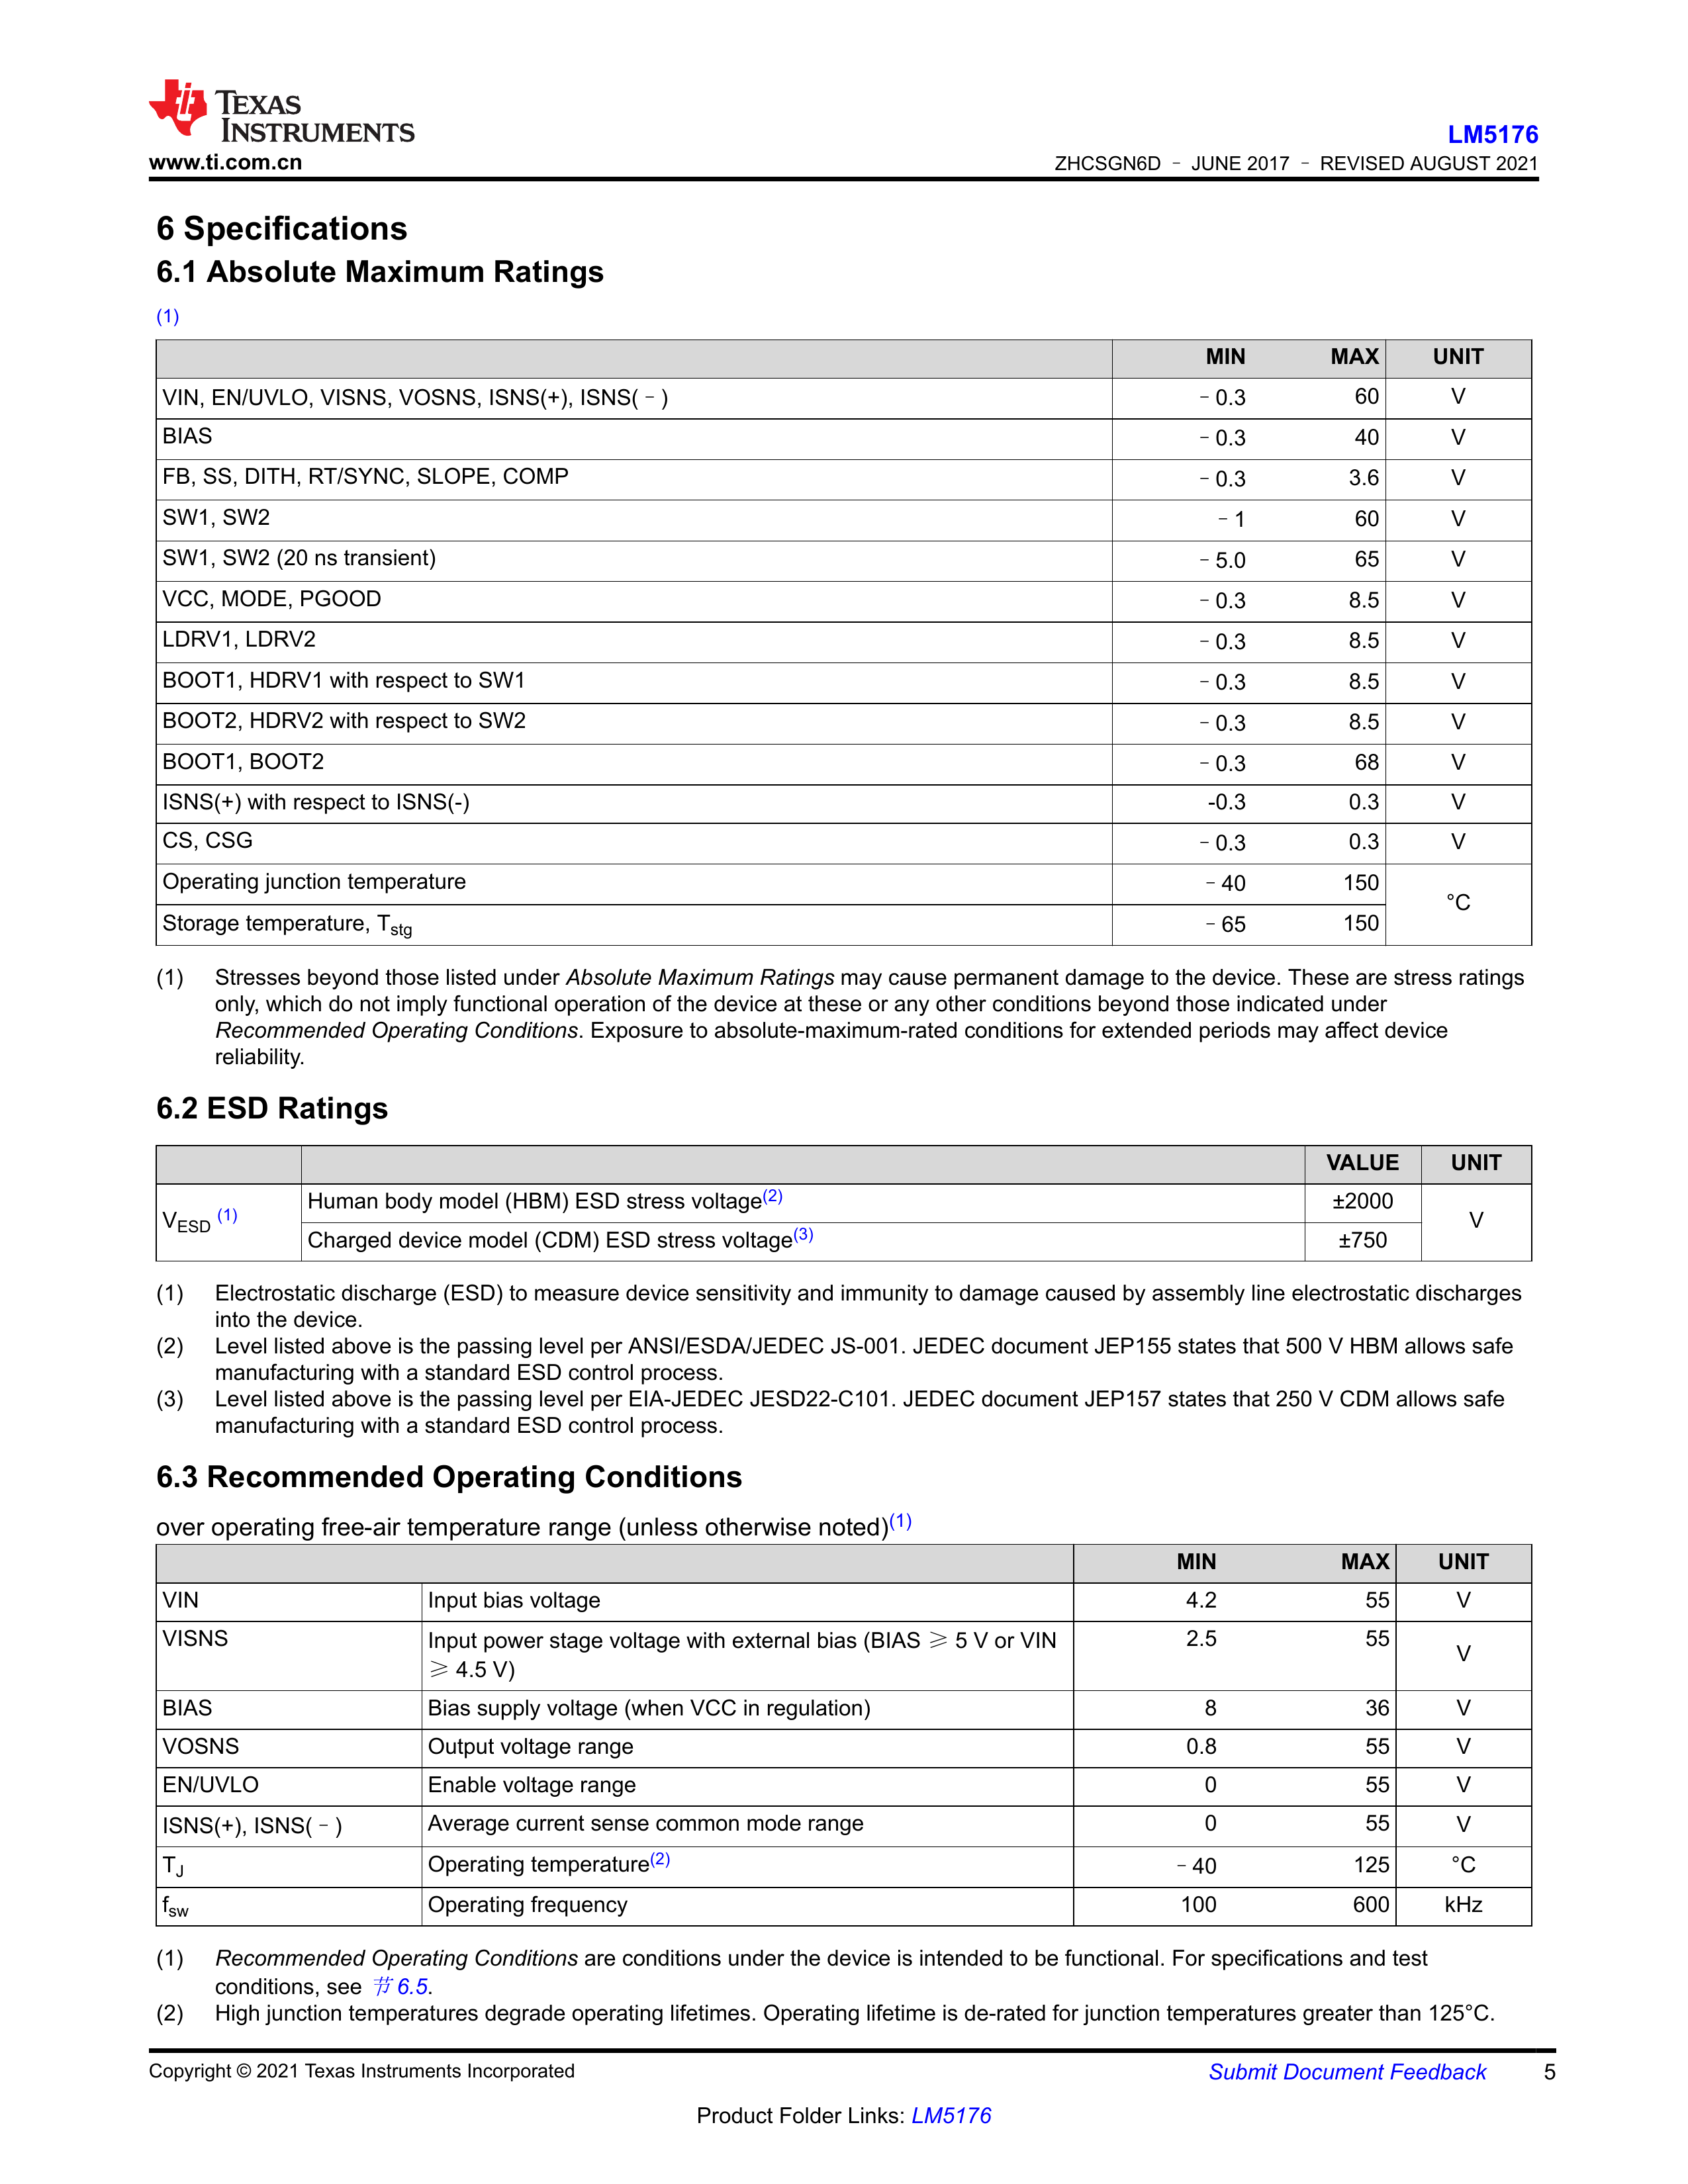 TEXAS
INSTRUMENTS
www.ti.com.cn
LM5176
ZHCSGN6D – JUNE 2017 – REVISED AUGUST 2021
6 Specifications
6.1 Absolute Maximum Ratings
(1)
MIN MAX UNIT
VIN, EN/UVLO, VISNS, VOSNS, ISNS(+), ISNS(–) –0.3 60 V
BIAS –0.3 40 V
FB, SS, DITH, RT/SYNC, SLOPE, COMP –0.3 3.6 V
SW1, SW2 –1 60 V
SW1, SW2 (20 ns transient) –5.0 65 V
VCC, MODE, PGOOD –0.3 8.5 V
LDRV1, LDRV2 –0.3 8.5 V
BOOT1, HDRV1 with respect to SW1 –0.3 8.5 V
BOOT2, HDRV2 with respect to SW2 –0.3 8.5 V
BOOT1, BOOT2 –0.3 68 V
ISNS(+) with respect to ISNS(-) -0.3 0.3 V
CS, CSG –0.3 0.3 V
Operating junction temperature –40 150 °C
Storage temperature, Tstg –65 150
(1) Stresses beyond those listed under Absolute Maximum Ratings may cause permanent damage to the device. These are stress ratings
only, which do not imply functional operation of the device at these or any other conditions beyond those indicated under
Recommended Operating Conditions. Exposure to absolute-maximum-rated conditions for extended periods may affect device
reliability.
6.2 ESD Ratings
VALUE UNIT
VESD (1) Human body model (HBM) ESD stress voltage(2) ±2000 V
Charged device model (CDM) ESD stress voltage(3) ±750
(1) Electrostatic discharge (ESD) to measure device sensitivity and immunity to damage caused by assembly line electrostatic discharges
into the device.
(2) Level listed above is the passing level per ANSI/ESDA/JEDEC JS-001. JEDEC document JEP155 states that 500 V HBM allows safe
manufacturing with a standard ESD control process.
(3) Level listed above is the passing level per EIA-JEDEC JESD22-C101. JEDEC document JEP157 states that 250 V CDM allows safe
manufacturing with a standard ESD control process.
6.3 Recommended Operating Conditions
over operating free-air temperature range (unless otherwise noted)(1)
MIN MAX UNIT
VIN Input bias voltage 4.2 55 V
VISNS Input power stage voltage with external bias (BIAS ⩾ 5 V or VIN 2.5 55 V
⩾ 4.5 V)
BIAS Bias supply voltage (when VCC in regulation) 8 36 V
VOSNS Output voltage range 0.8 55 V
EN/UVLO Enable voltage range 0 55 V
ISNS(+), ISNS(–) Average current sense common mode range 0 55 V
TJ Operating temperature(2) –40 125 °C
fsw Operating frequency 100 600 kHz
(1) Recommended Operating Conditions are conditions under the device is intended to be functional. For specifications and test
conditions, see 节 6.5.
(2) High junction temperatures degrade operating lifetimes. Operating lifetime is de-rated for junction temperatures greater than 125°C.
Copyright © 2021 Texas Instruments Incorporated Submit Document Feedback 5
Product Folder Links: LM5176